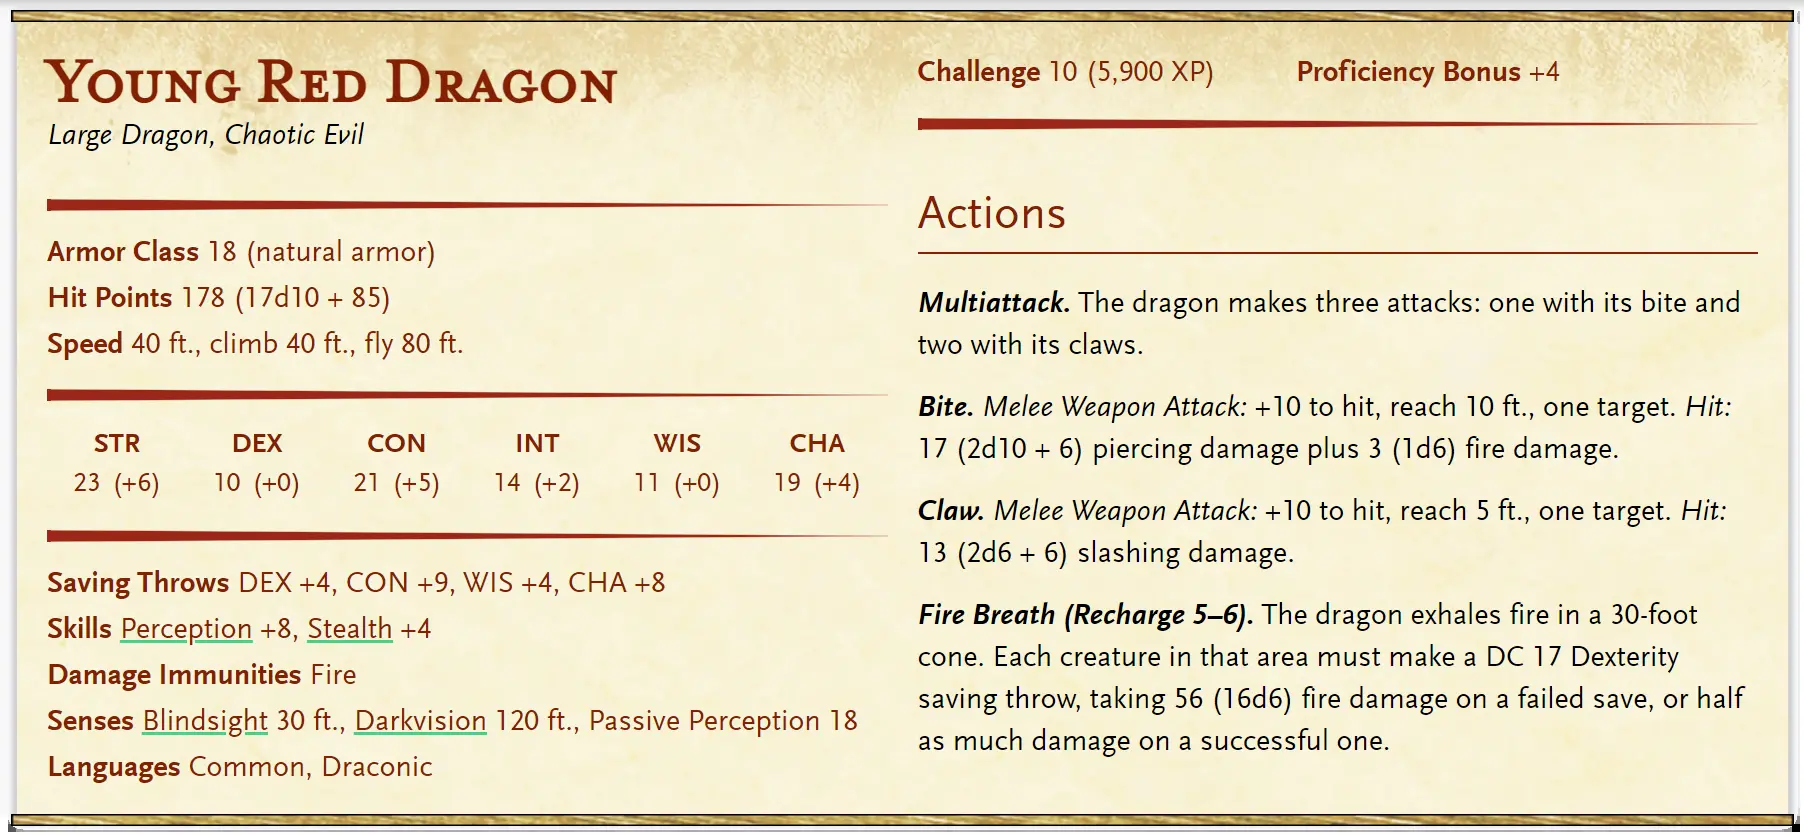 Young Red Dragon
Large Dragon, Chaotic Evil
Armor Class 18 (natural armor)
Hit Points 178 (17d10 + 85)
Speed 40 ft., climb 40 ft., fly 80 ft.
STR DEX CON INT WIS CHA
23 (+6) 10 (+0) 21 (+5) 14 (+2) 11 (+0) 19 (+4)
Saving Throws DEX +4, CON +9, WIS +4, CHA +8
Skills Perception +8, Stealth +4
Damage Immunities Fire
Senses Blindsight 30 ft., Darkvision 120 ft., Passive Perception 18
Languages Common, Draconic
Challenge 10 (5,900 XP) Proficiency Bonus +4
Actions
Multiattack. The dragon makes three attacks: one with its bite and
two with its claws.
Bite. Melee Weapon Attack: +10 to hit, reach 10 ft., one target. Hit:
17 (2d10 + 6) piercing damage plus 3 (1d6) fire damage.
Claw. Melee Weapon Attack: +10 to hit, reach 5 ft., one target. Hit:
13 (2d6 + 6) slashing damage.
Fire Breath (Recharge 5–6). The dragon exhales fire in a 30-foot
cone. Each creature in that area must make a DC 17 Dexterity
saving throw, taking 56 (16d6) fire damage on a failed save, or half
as much damage on a successful one.